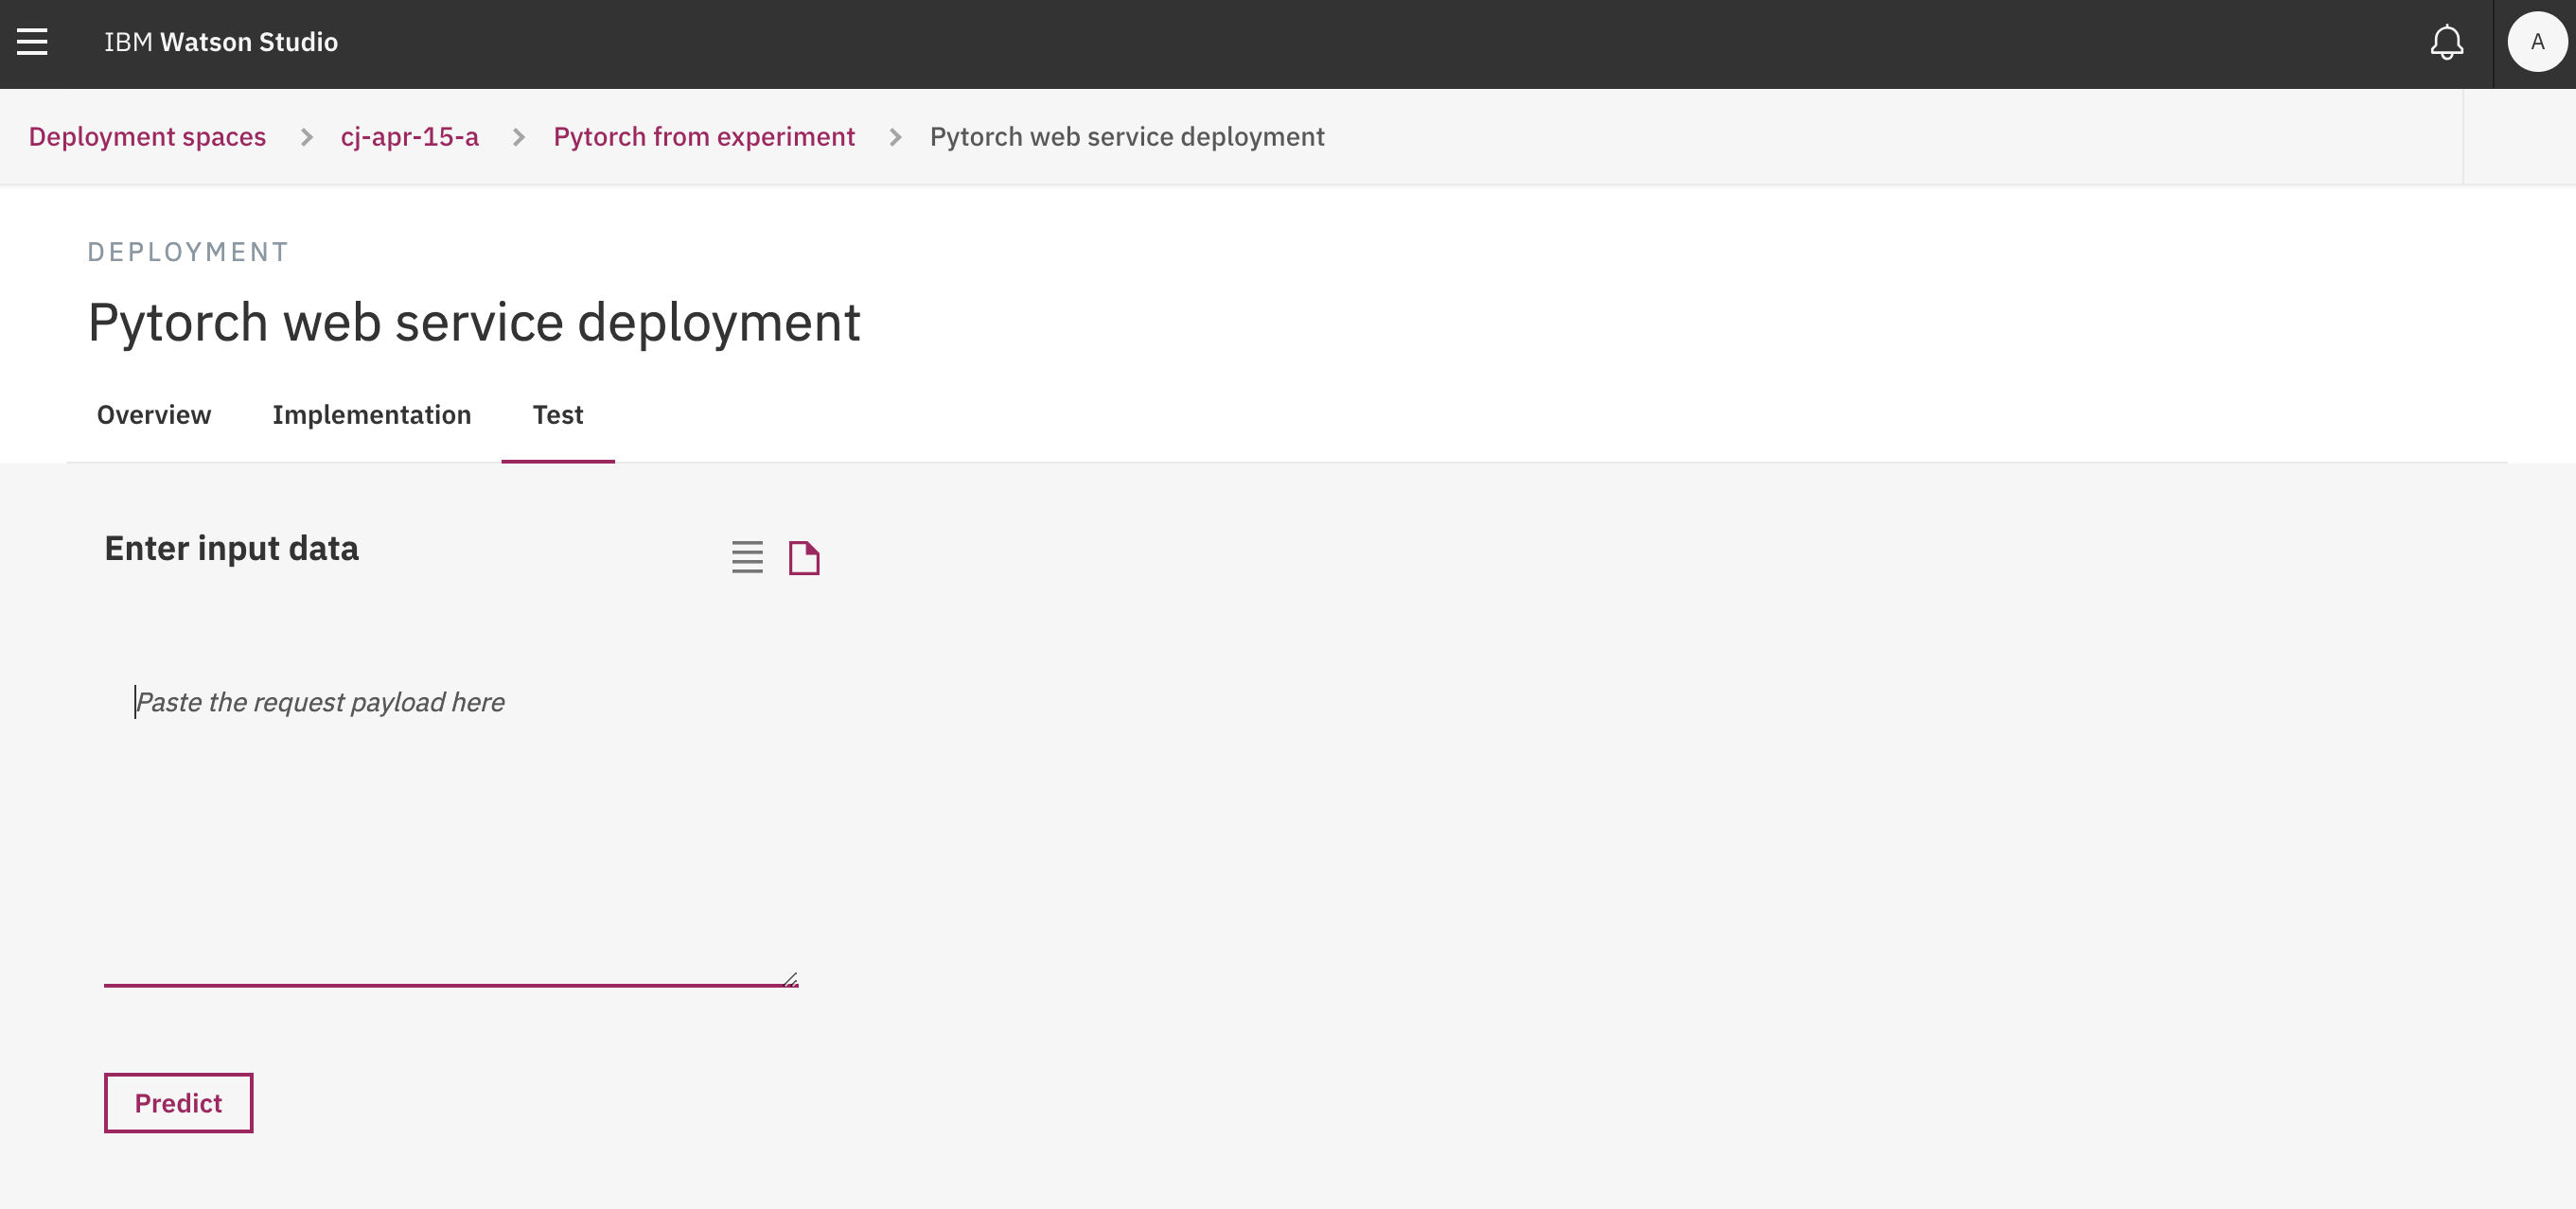 IBM Watson Studio
A
Deployment spaces
cj-apr-15-a
Pytorch from experiment
Pytorch web service deployment
DEPLOYMENT
Pytorch web service deployment
Overview
Implementation
Test
Enter input data
Paste the request payload here
Predict